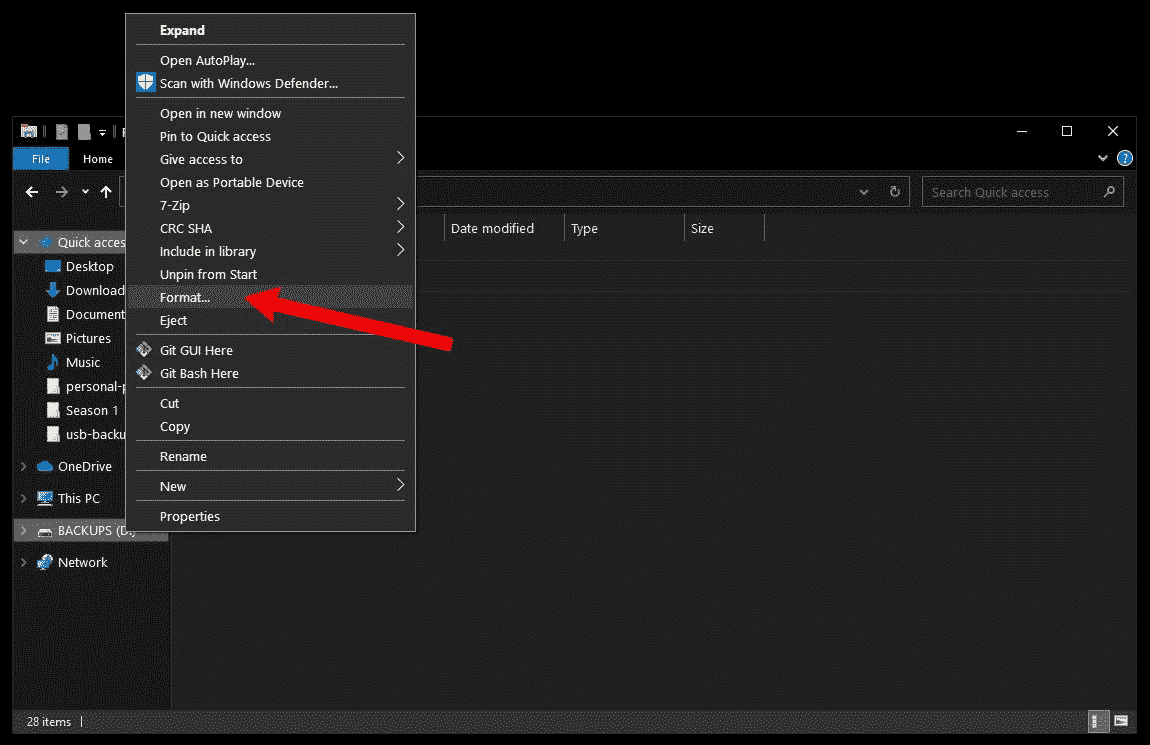 Expand
Open AutoPlay...
Scan with Windows Defender...
Open in new window
Pin to Quick access
Give access to
Open as Portable Device
7-Zip
CRC SHA
Include in library
Unpin from Start
Format...
Eject
Git GUI Here
Git Bash Here
Cut
Copy
Rename
New
Properties
File
Home
Search Quick access
Date modified
Type
Size
Quick acces
Desktop
Download
Document
Pictures
Music
personal-p
Season 1
usb-backu
OneDrive
This PC
BACKUPS (D:)
Network
28 items